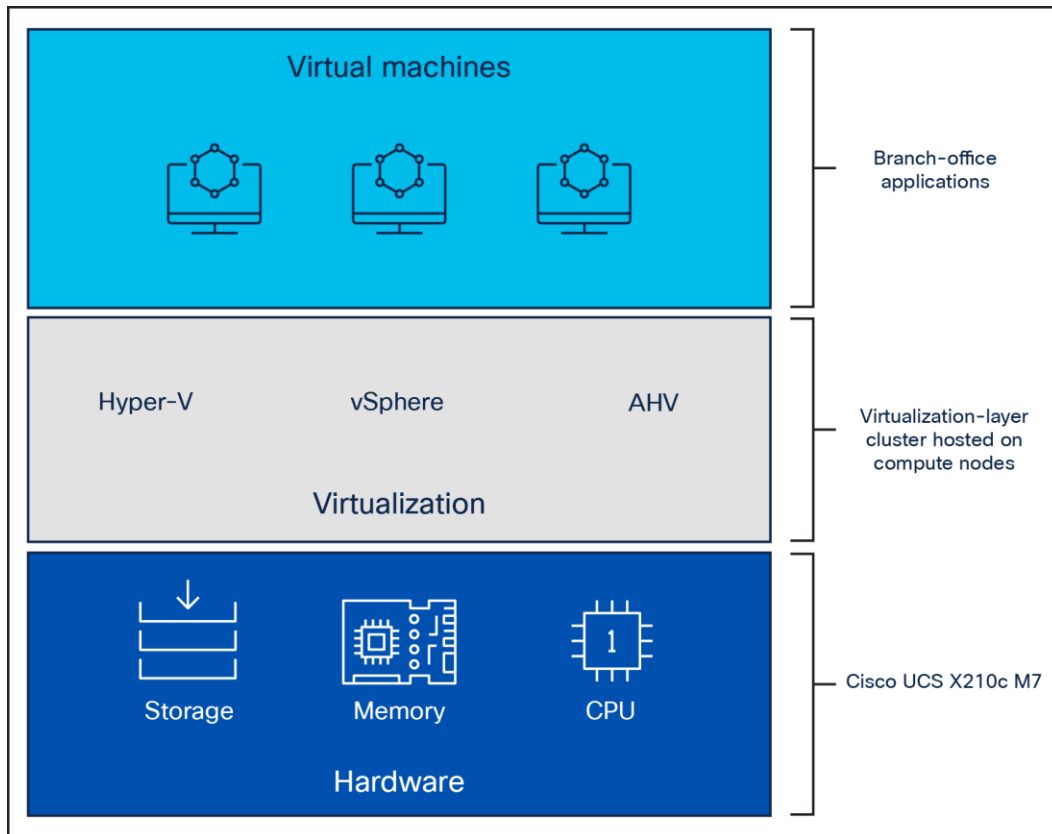 Virtual machines
Branch-office
applications
Hyper-V
vSphere
AHV
Virtualization
Virtualization-layer
cluster hosted on
compute nodes
1
Storage
Memory
CPU
Hardware
Cisco UCS X210c M7